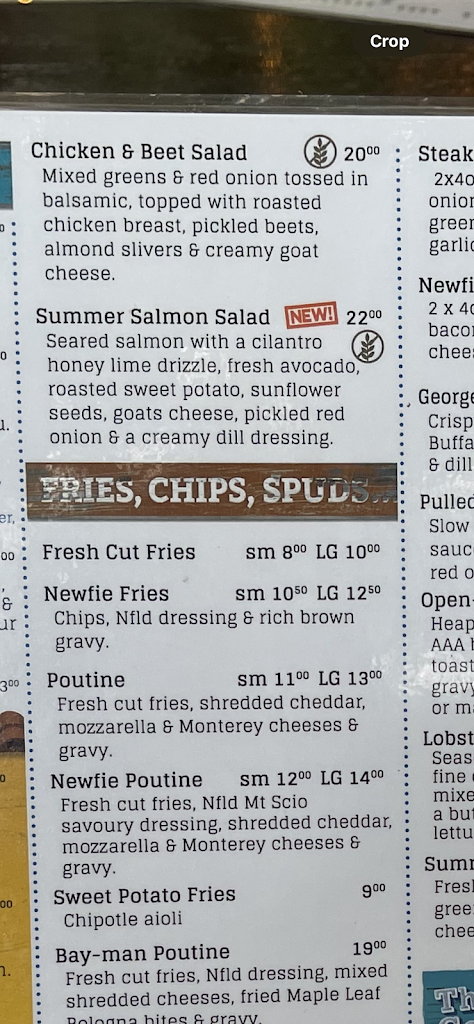 Crop
Chicken & Beet Salad 20⁰⁰
Mixed greens & red onion tossed in
balsamic, topped with roasted
chicken breast, pickled beets,
almond slivers & creamy goat
cheese.
Summer Salmon Salad NEW! 22⁰⁰
Seared salmon with a cilantro
honey lime drizzle, fresh avocado,
roasted sweet potato, sunflower
seeds, goats cheese, pickled red
onion & a creamy dill dressing.
FRIES, CHIPS, SPUDS...
Fresh Cut Fries sm 8⁰⁰ LG 10⁰⁰
Newfie Fries sm 10⁵⁰ LG 12⁵⁰
Chips, Nfld dressing & rich brown
gravy.
Poutine sm 11⁰⁰ LG 13⁰⁰
Fresh cut fries, shredded cheddar,
mozzarella & Monterey cheeses &
gravy.
Newfie Poutine sm 12⁰⁰ LG 14⁰⁰
Fresh cut fries, Nfld Mt Scio
savoury dressing, shredded cheddar,
mozzarella & Monterey cheeses &
gravy.
Sweet Potato Fries 9⁰⁰
Chipotle aioli
Bay-man Poutine 19⁰⁰
Fresh cut fries, Nfld dressing, mixed
shredded cheeses, fried Maple Leaf
Bologna bites & gravy.
Steak
2x4o
onion
green
garlic
Newfi
2 x 4o
bacon
chees
George
Crisp
Buffa
& dill
Pulled
Slow
sauc
red o
Open-
Heap
AAA
toast
gravy
or m
Lobst
Seas
fine
mixe
a but
lettu
Summ
Fresh
gree
chee